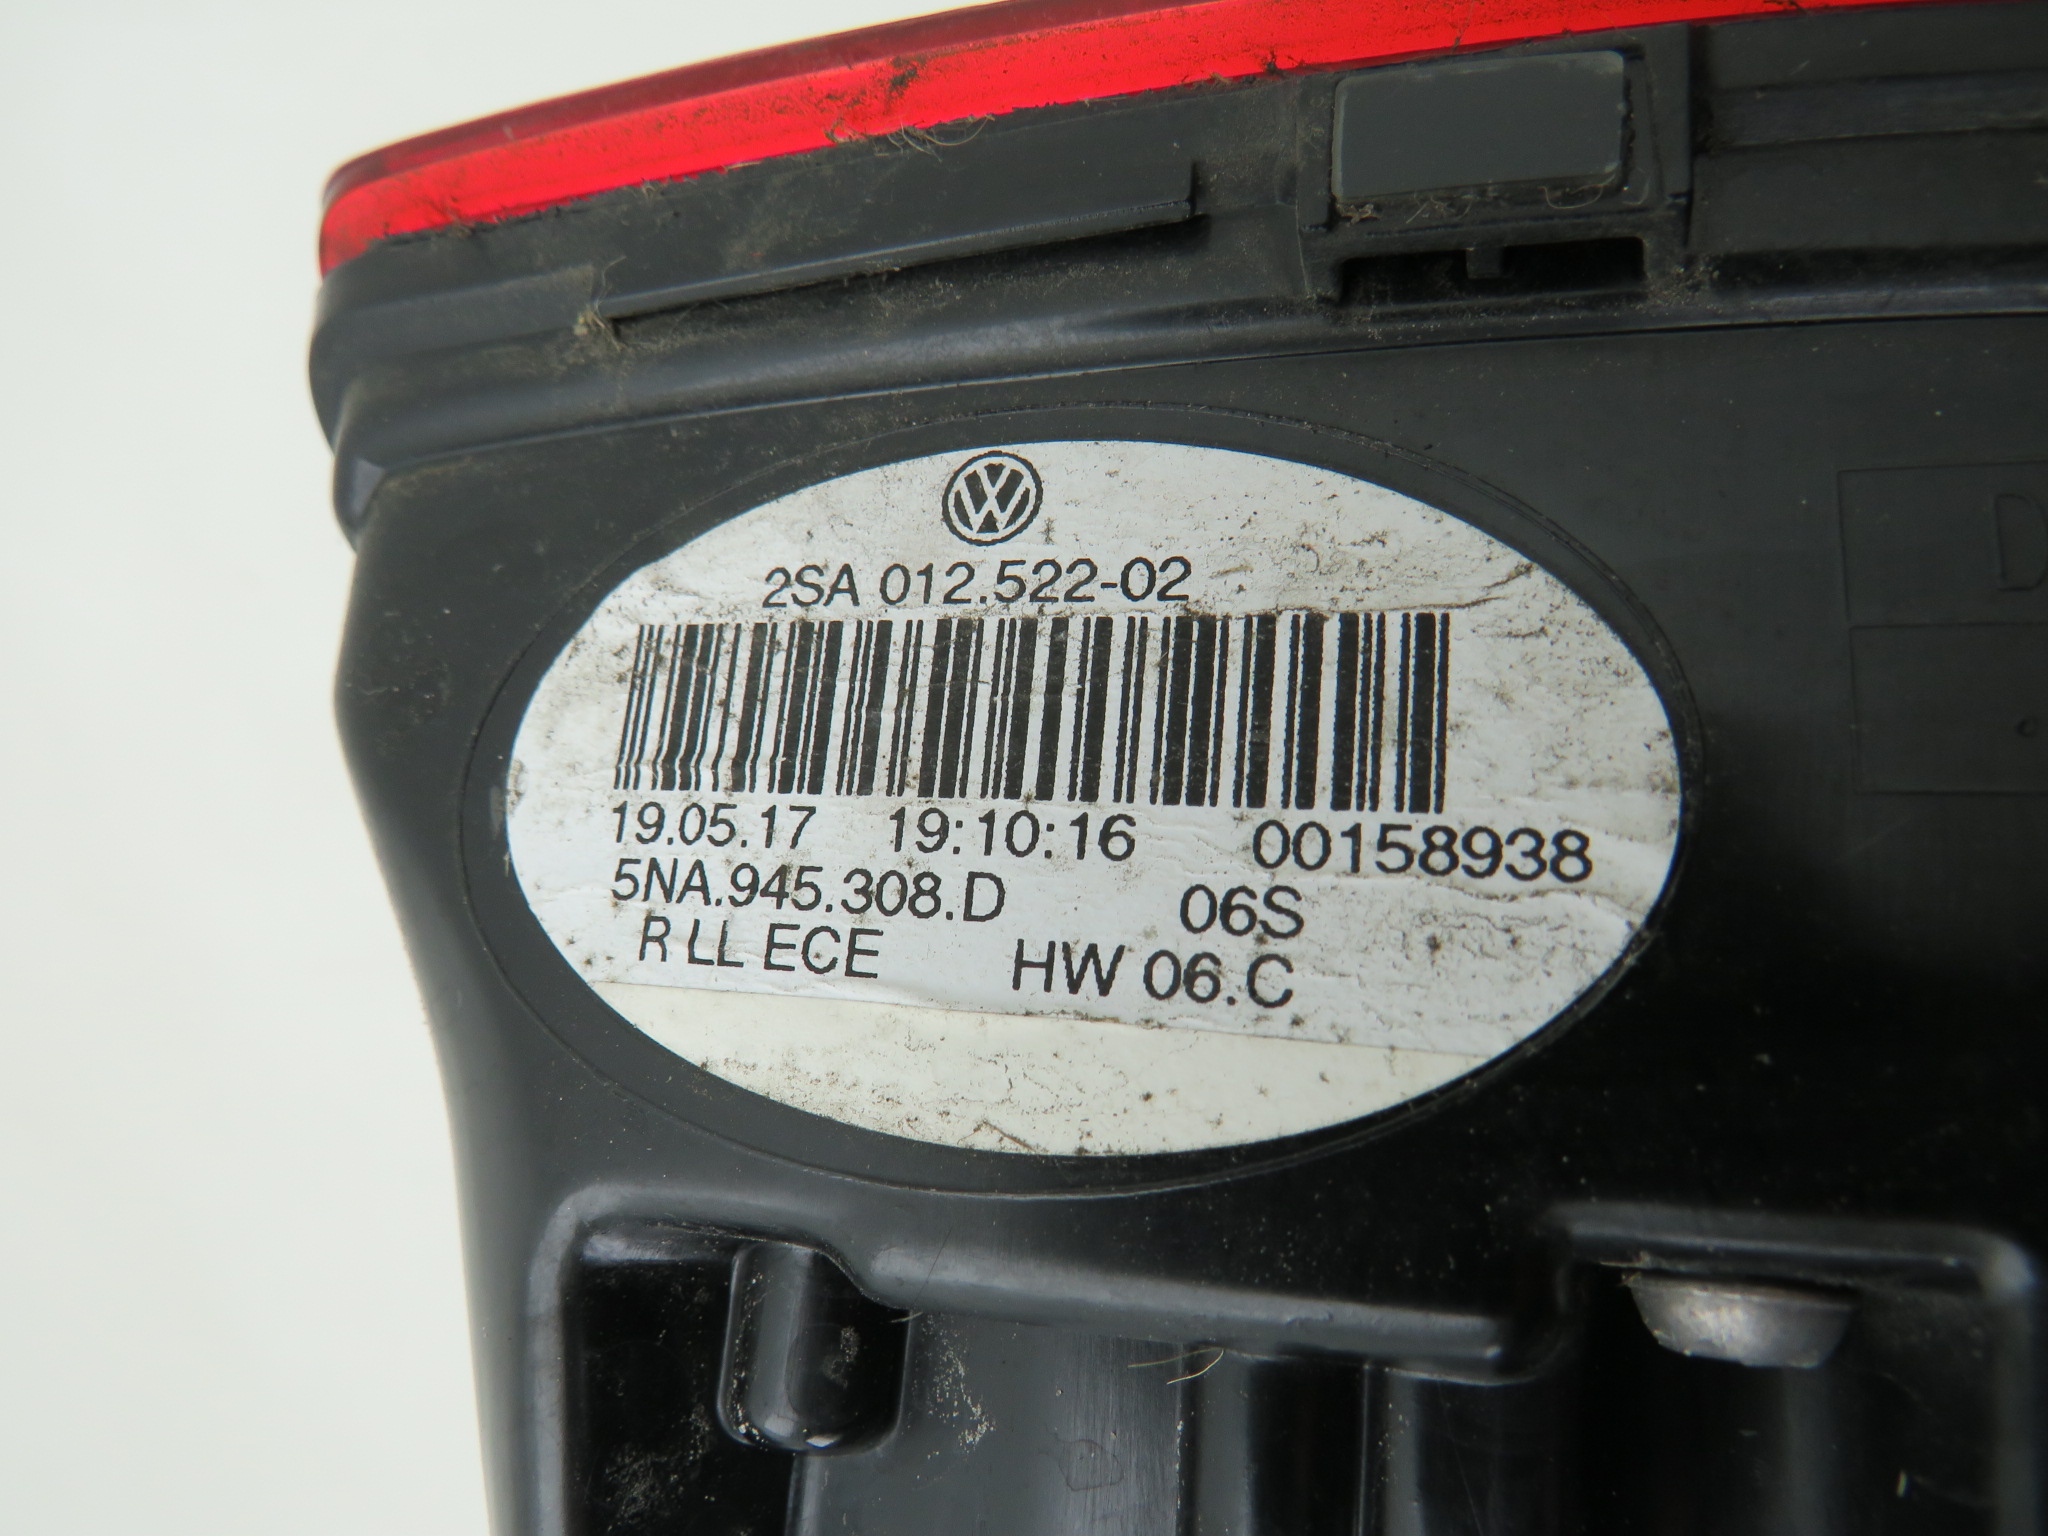 2SA 012.522-02
19.05.17 19:10:16 00158938
5NA.945.308.D 06S
R LL ECE HW 06.C